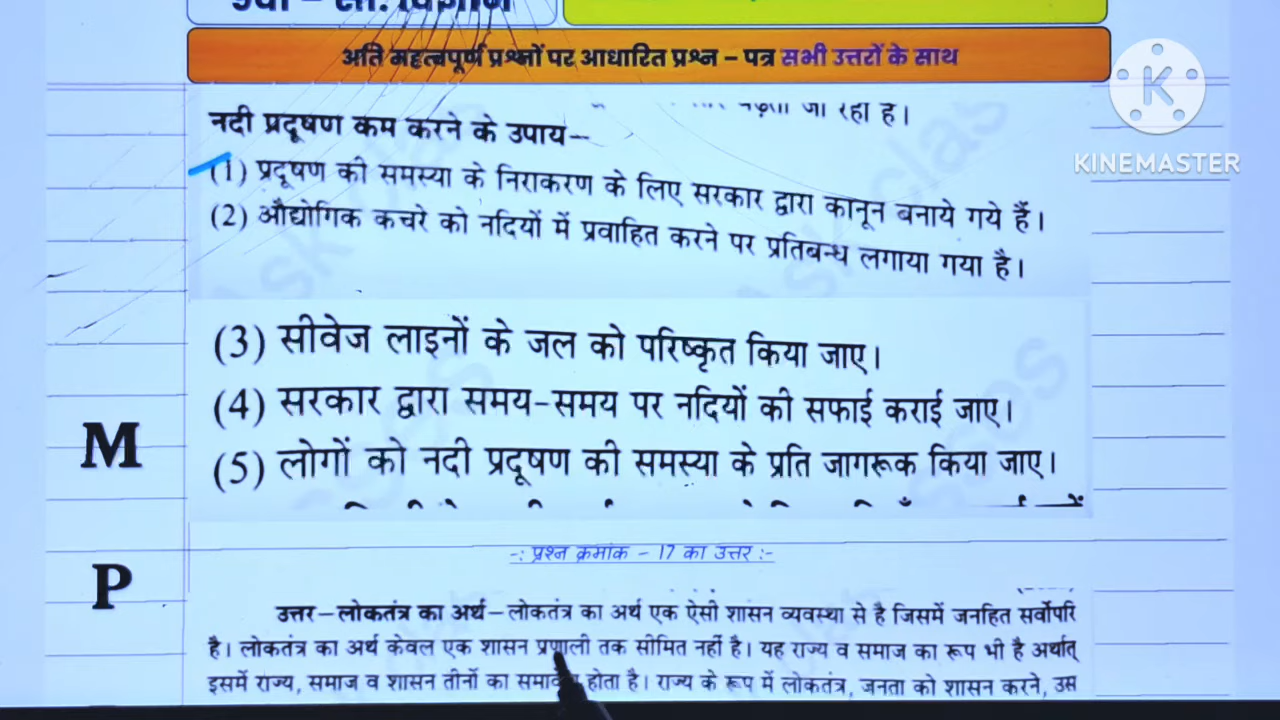 9वी - सा. विज्ञान
अति महत्वपूर्ण प्रश्नों पर आधारित प्रश्न - पत्र सभी उत्तरों के साथ
जा रहा है।
नदी प्रदूषण कम करने के उपाय–
(1) प्रदूषण की समस्या के निराकरण के लिए सरकार द्वारा कानून बनाये गये हैं।
(2) औद्योगिक कचरे को नदियों में प्रवाहित करने पर प्रतिबन्ध लगाया गया है।
(3) सीवेज लाइनों के जल को परिष्कृत किया जाए।
(4) सरकार द्वारा समय-समय पर नदियों की सफाई कराई जाए।
(5) लोगों को नदी प्रदूषण की समस्या के प्रति जागरूक किया जाए।
-: प्रश्न क्रमांक - 17 का उत्तर :-
उत्तर–लोकतंत्र का अर्थ– लोकतंत्र का अर्थ एक ऐसी शासन व्यवस्था से है जिसमें जनहित सर्वोपरि
है। लोकतंत्र का अर्थ केवल एक शासन प्रणाली तक सीमित नहीं है। यह राज्य व समाज का रूप भी है अर्थात्
इसमें राज्य, समाज व शासन तीनों का समावेश होता है। राज्य के रूप में लोकतंत्र, जनता को शासन करने, उस
M
P
K
KINEMASTER